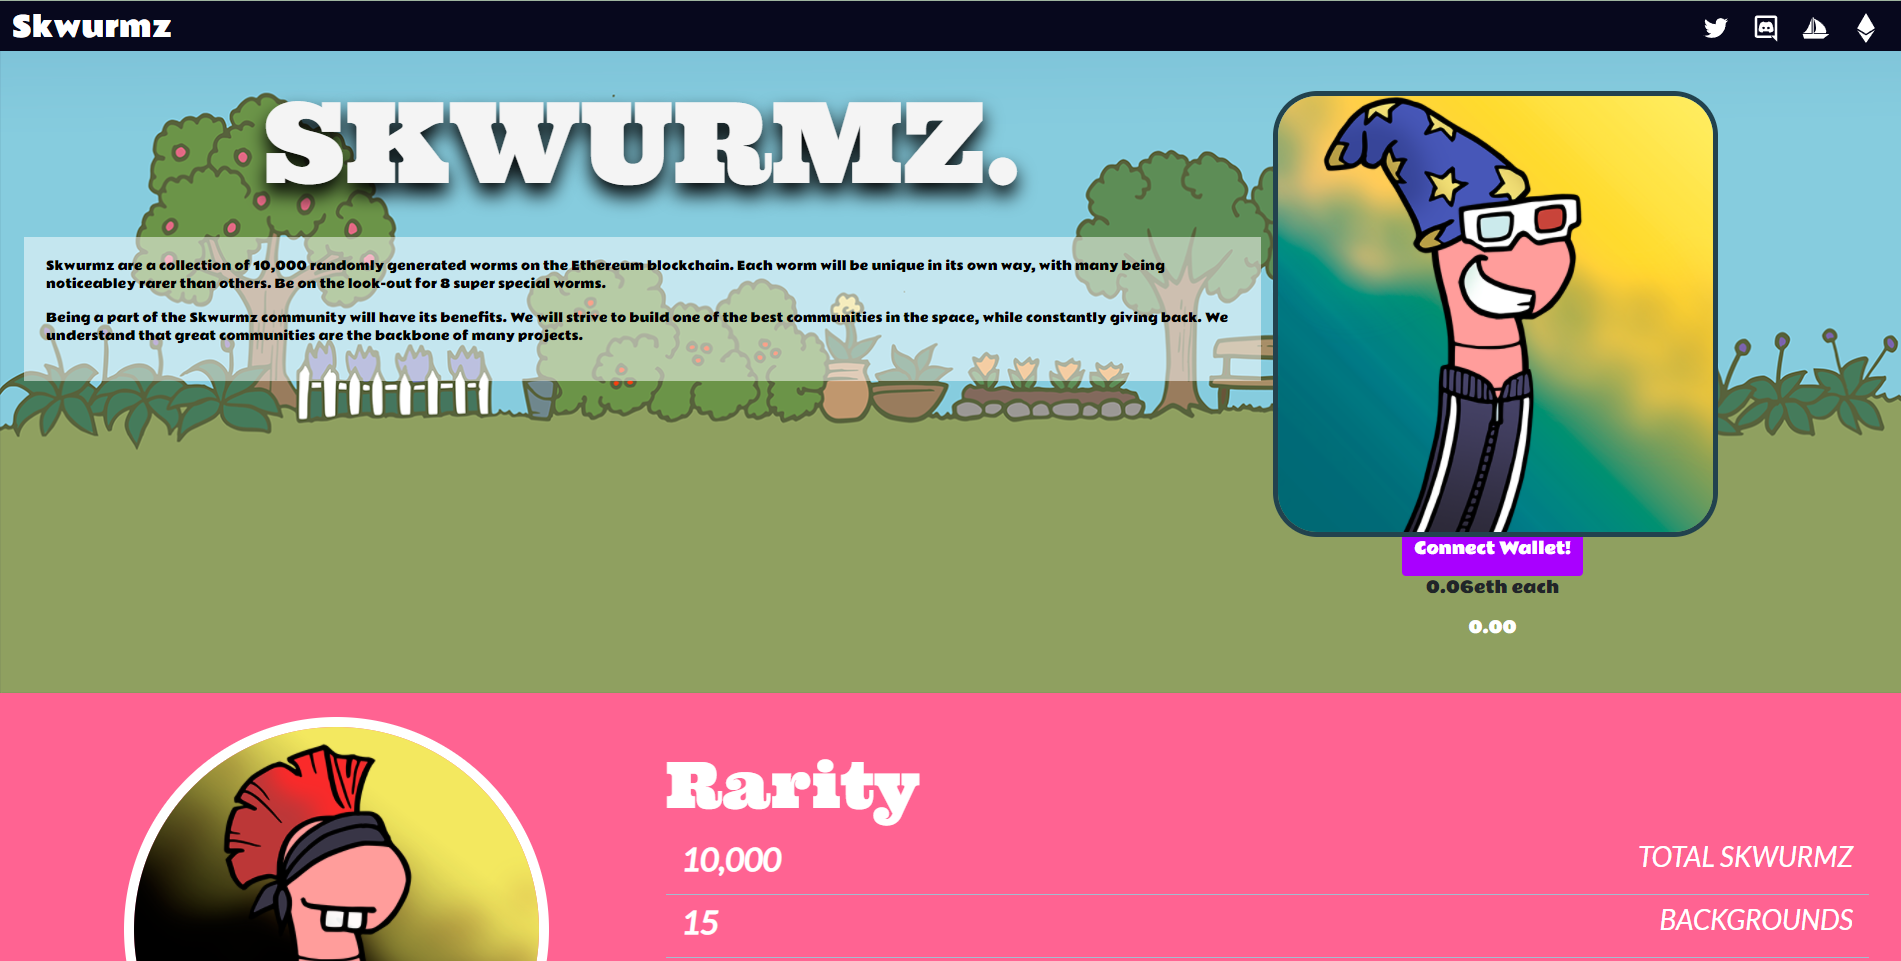 Skwurmz
SKWURMZ.
Skwurmz are a collection of 10,000 randomly generated worms on the Ethereum blockchain. Each worm will be unique in its own way, with many being
noticeabley rarer than others. Be on the look-out for 8 super special worms.
Being a part of the Skwurmz community will have its benefits. We will strive to build one of the best communities in the space, while constantly giving back. We
understand that great communities are the backbone of many projects.
Connect Wallet!
0.06eth each
0.00
Rarity
10,000 TOTAL SKWURMZ
15 BACKGROUNDS